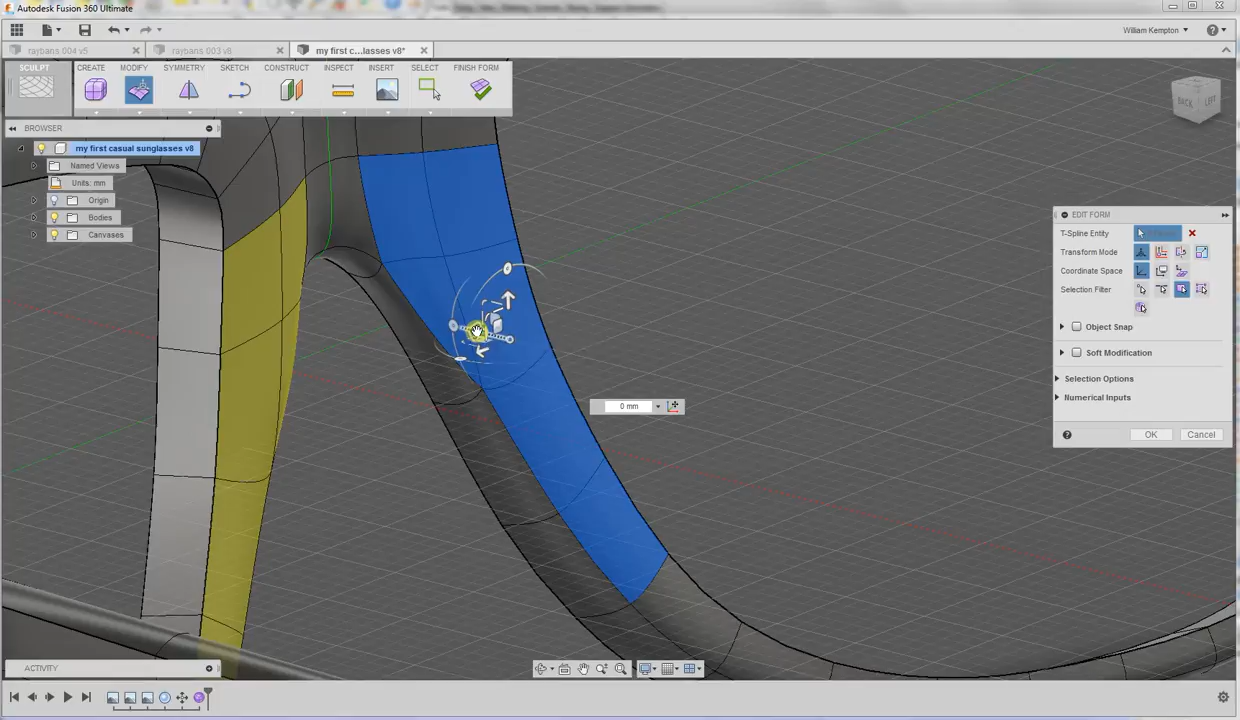 Autodesk Fusion 360 Ultimate
William Kempton
raybans 004 v5
raybans 003 v8
my first c...lasses v8*
SCULPT
CREATE
MODIFY
SYMMETRY
SKETCH
CONSTRUCT
INSPECT
INSERT
SELECT
FINISH FORM
BROWSER
my first casual sunglasses v8
Named Views
Units: mm
Origin
Bodies
Canvases
BACK
LEFT
EDIT FORM
T-Spline Entity
Transform Mode
Coordinate Space
Selection Filter
Object Snap
Soft Modification
Selection Options
Numerical Inputs
OK
Cancel
0 mm
ACTIVITY